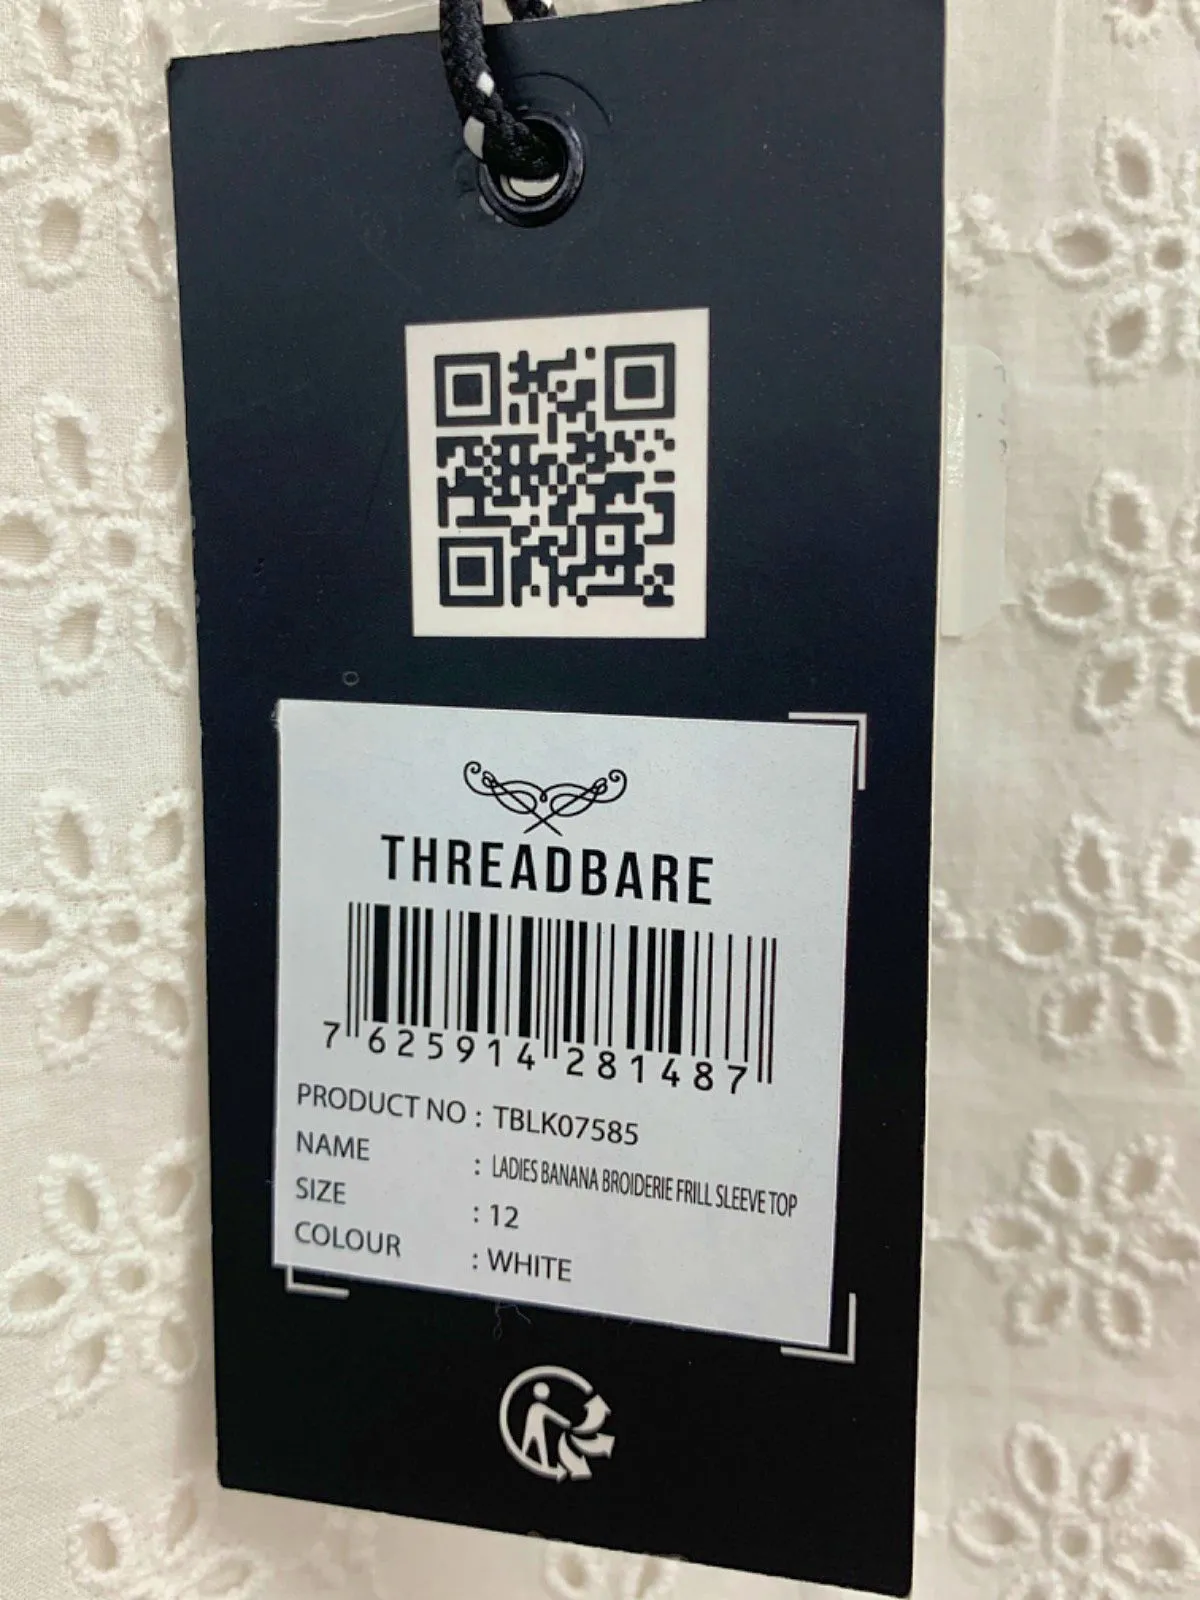 THREADBARE
7 625914 281487
PRODUCT NO : TBLK07585
NAME : LADIES BANANA BROIDERIE FRILL SLEEVE TOP
SIZE : 12
COLOUR : WHITE